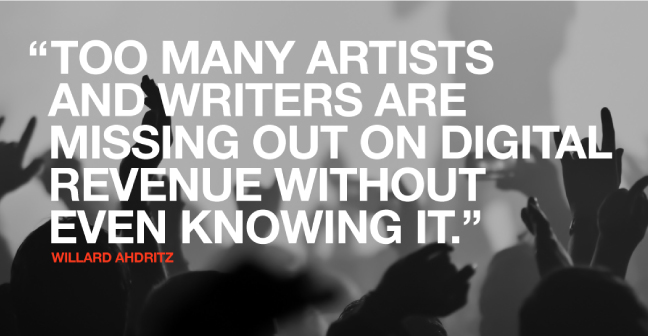 “TOO MANY ARTISTS
AND WRITERS ARE
MISSING OUT ON DIGITAL
REVENUE WITHOUT
EVEN KNOWING IT.”
WILLARD AHDRITZ